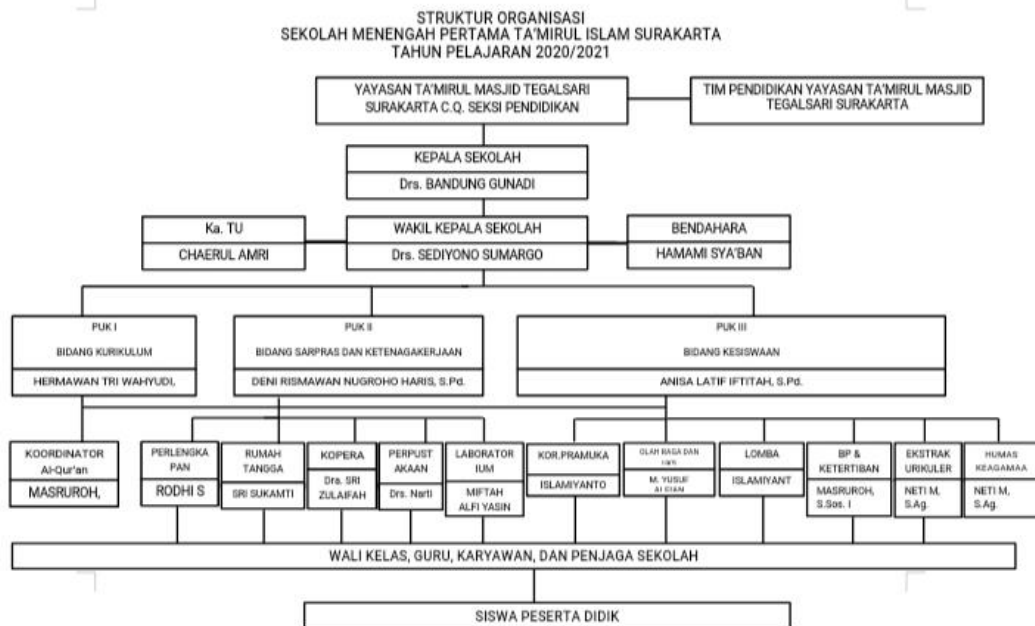 STRUKTUR ORGANISASI
SEKOLAH MENENGAH PERTAMA TA'MIRUL ISLAM SURAKARTA
TAHUN PELAJARAN 2020/2021
YAYASAN TA'MIRUL MASJID TEGALSARI
SURAKARTA C.Q. SEKSI PENDIDIKAN
TIM PENDIDIKAN YAYASAN TA'MIRUL MASJID
TEGALSARI SURAKARTA
KEPALA SEKOLAH
Drs. BANDUNG GUNADI
Ka. TU
CHAERUL AMRI
WAKIL KEPALA SEKOLAH
Drs. SEDIYONO SUMARGO
BENDAHARA
HAMAMI SYA'BAN
PUK I
BIDANG KURIKULUM
HERMAWAN TRI WAHYUDI,
PUK II
BIDANG SARPRAS DAN KETENAGAKERJAAN
DENI RISMAWAN NUGROHO HARIS, S.Pd.
PUK III
BIDANG KESISWAAN
ANISA LATIF IFTITAH, S.Pd.
KOORDINATOR
Al-Qur'an
MASRUROH,
PERLENGKA
PAN
RODHI S
RUMAH
TANGGA
SRI SUKAMTI
KOPERA
Dra. SRI
ZULAIFAH
PERPUST
AKAAN
Drs. Narti
LABORATOR
IUM
MIFTAH
ALFI YASIN
KOR.PRAMUKA
ISLAMIYANTO
OLAH RAGA DAN
M. YUSUF
LOMBA
ISLAMIYANT
BP &
KETERTIBAN
MASRUROH,
S.Sos. I
EKSTRAK
URIKULER
NETI M,
S.Ag.
HUMAS
KEAGAMAA
NETI M,
S.Ag.
WALI KELAS, GURU, KARYAWAN, DAN PENJAGA SEKOLAH
SISWA PESERTA DIDIK